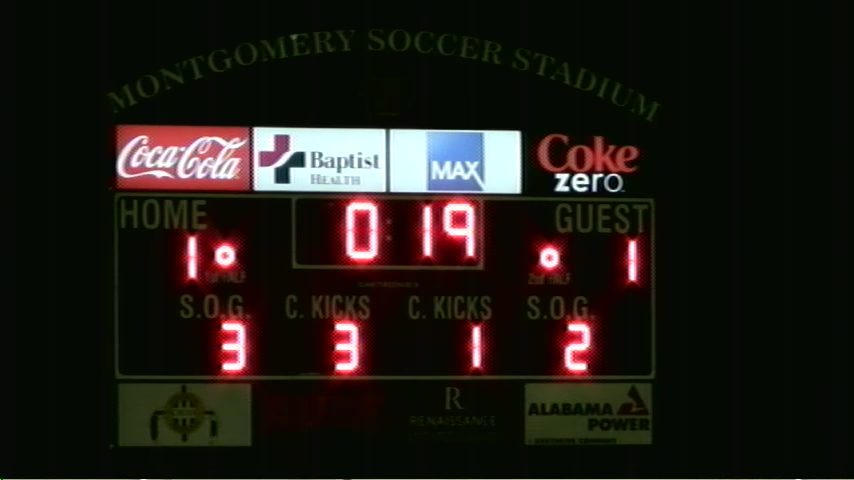 MONTGOMERY SOCCER STADIUM
Coca-Cola
Baptist
HEALTH
MAX
Coke
zero
HOME
0:19
GUEST
1
1
1st HALF
2nd HALF
S.O.G.
C. KICKS
C. KICKS
S.O.G.
3
3
1
2
R
RENAISSANCE
ALABAMA
POWER